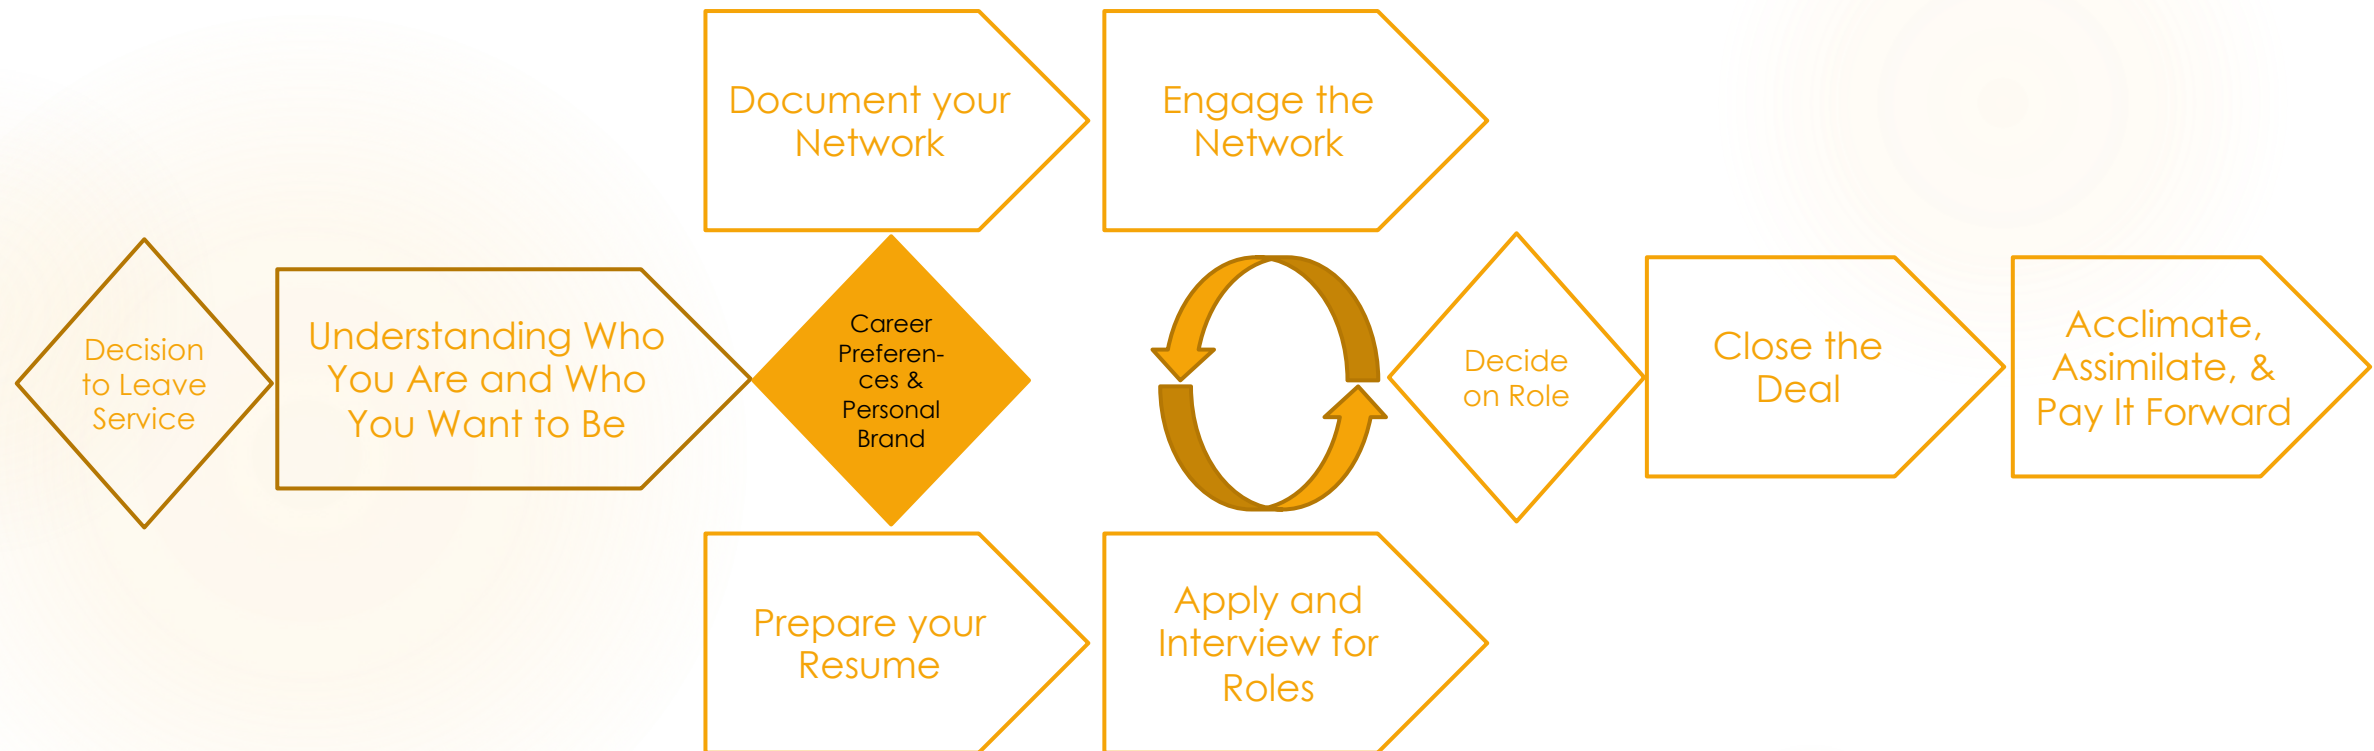 Document your
Network
Engage the
Network
Decision
to Leave
Service
Understanding Who
You Are and Who
You Want to Be
Career
Preferen-
ces &
Personal
Brand
Decide
on Role
Close the
Deal
Acclimate,
Assimilate, &
Pay It Forward
Prepare your
Resume
Apply and
Interview for
Roles